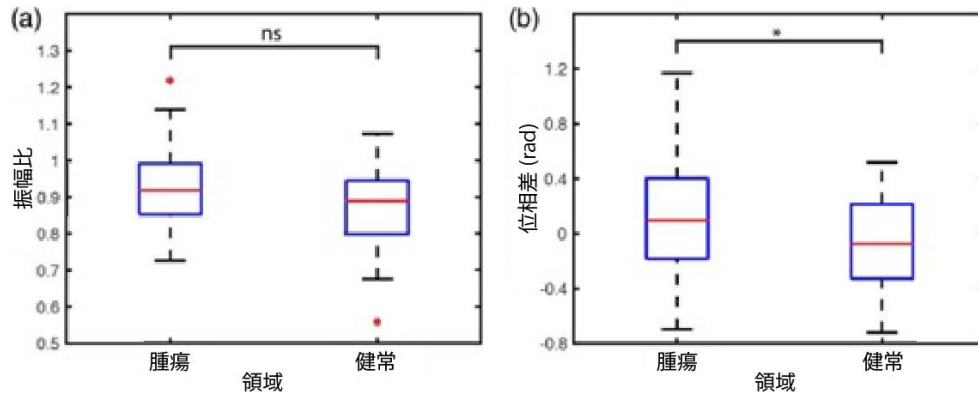 (a)
ns
1.3
1.2
1.1
1
0.9
0.8
0.7
0.6
0.5
振幅比
腫瘍
健常
領域
(b)
*
1.2
0.8
0.4
0
-0.4
-0.8
位相差 (rad)
腫瘍
健常
領域